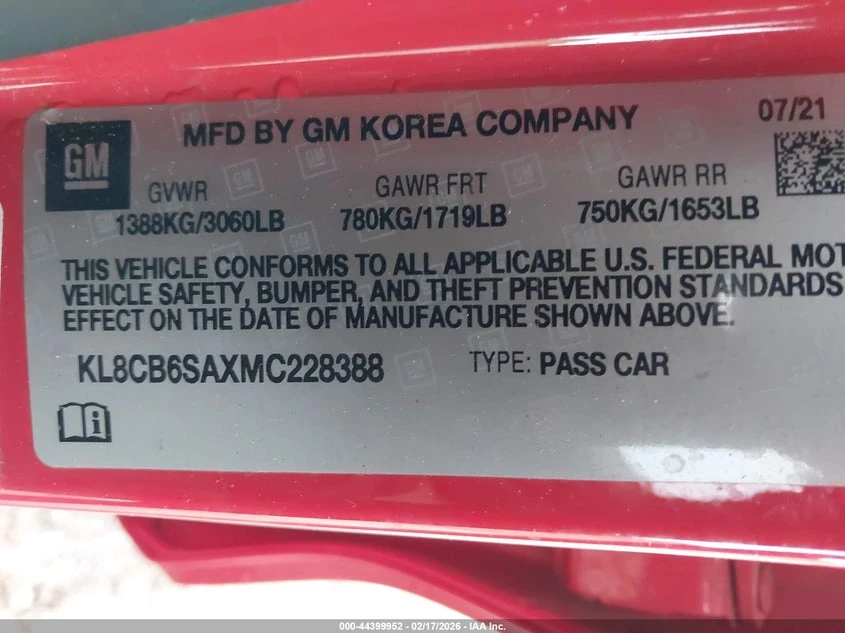 MFD BY GM KOREA COMPANY
07/21
GM
GVWR
GAWR FRT
GAWR RR
1388KG/3060LB
780KG/1719LB
750KG/1653LB
THIS VEHICLE CONFORMS TO ALL APPLICABLE U.S. FEDERAL MOT
VEHICLE SAFETY, BUMPER, AND THEFT PREVENTION STANDARDS
EFFECT ON THE DATE OF MANUFACTURE SHOWN ABOVE.
KL8CB6SAXMC228388
TYPE: PASS CAR
000-44399952 - 02/17/2026 - IAA Inc.